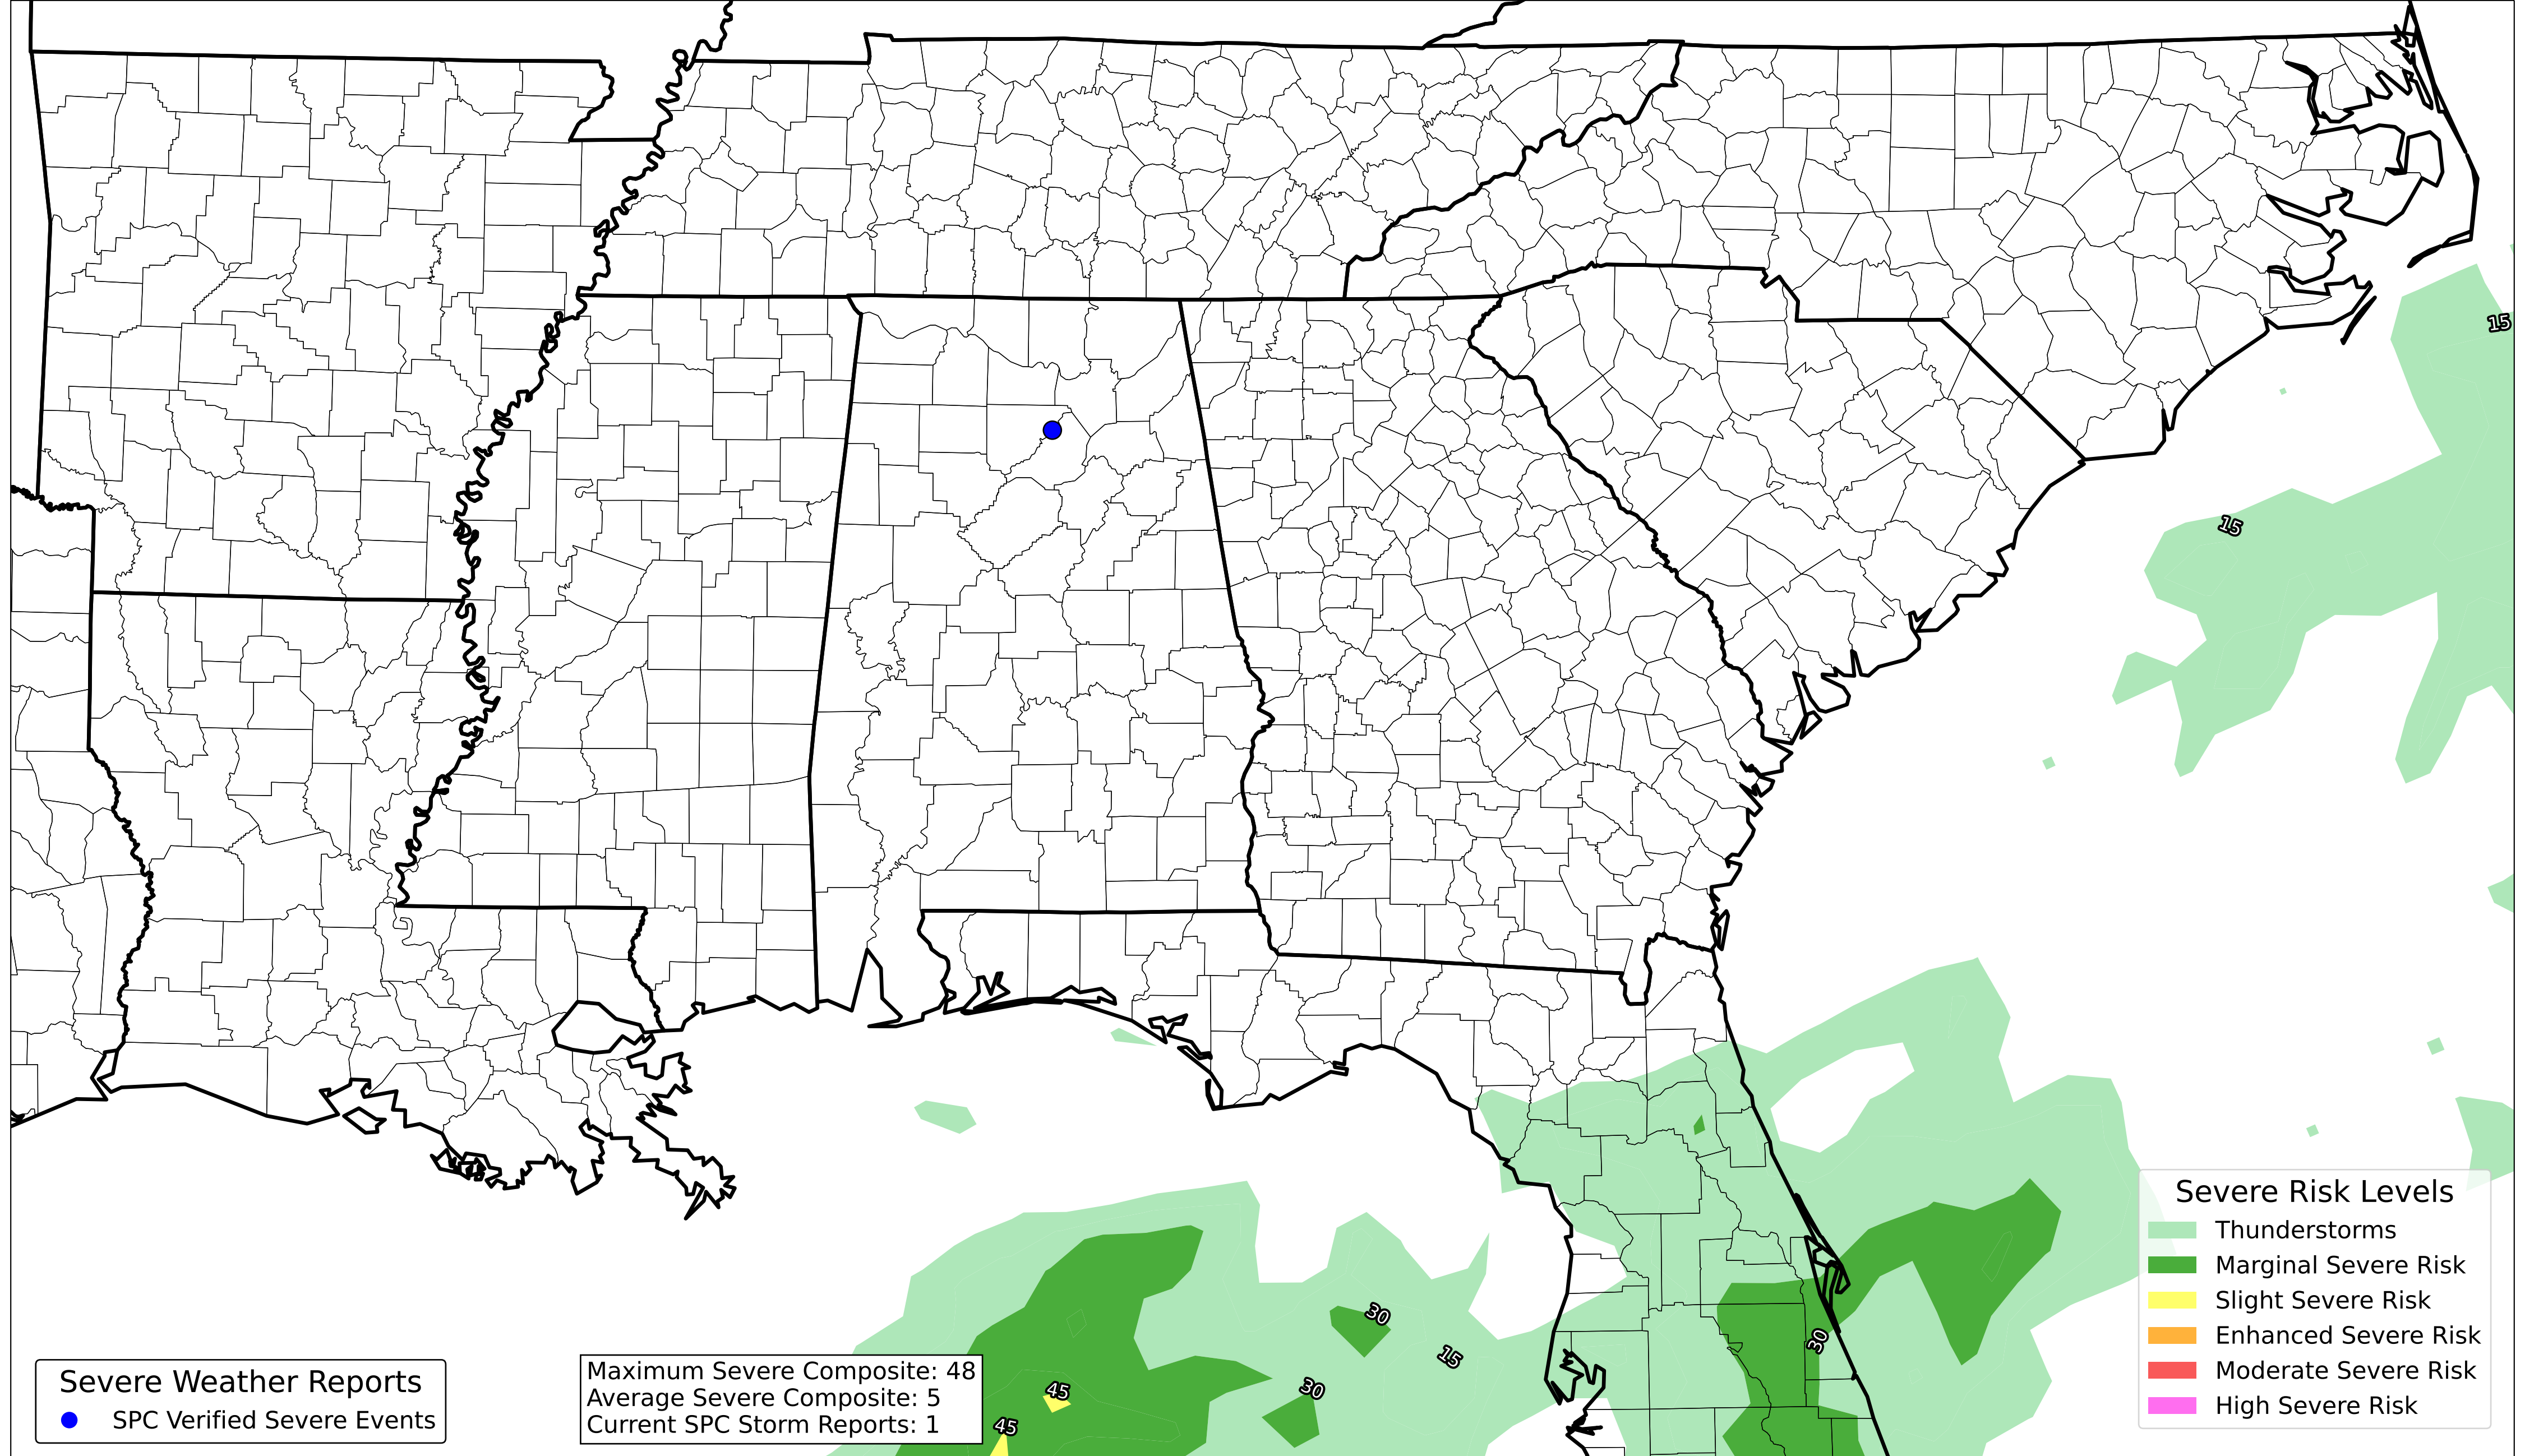 15
15
30
30
15
30
45
45
Severe Risk Levels
Thunderstorms
Marginal Severe Risk
Slight Severe Risk
Enhanced Severe Risk
Moderate Severe Risk
High Severe Risk
Severe Weather Reports
SPC Verified Severe Events
Maximum Severe Composite: 48
Average Severe Composite: 5
Current SPC Storm Reports: 1